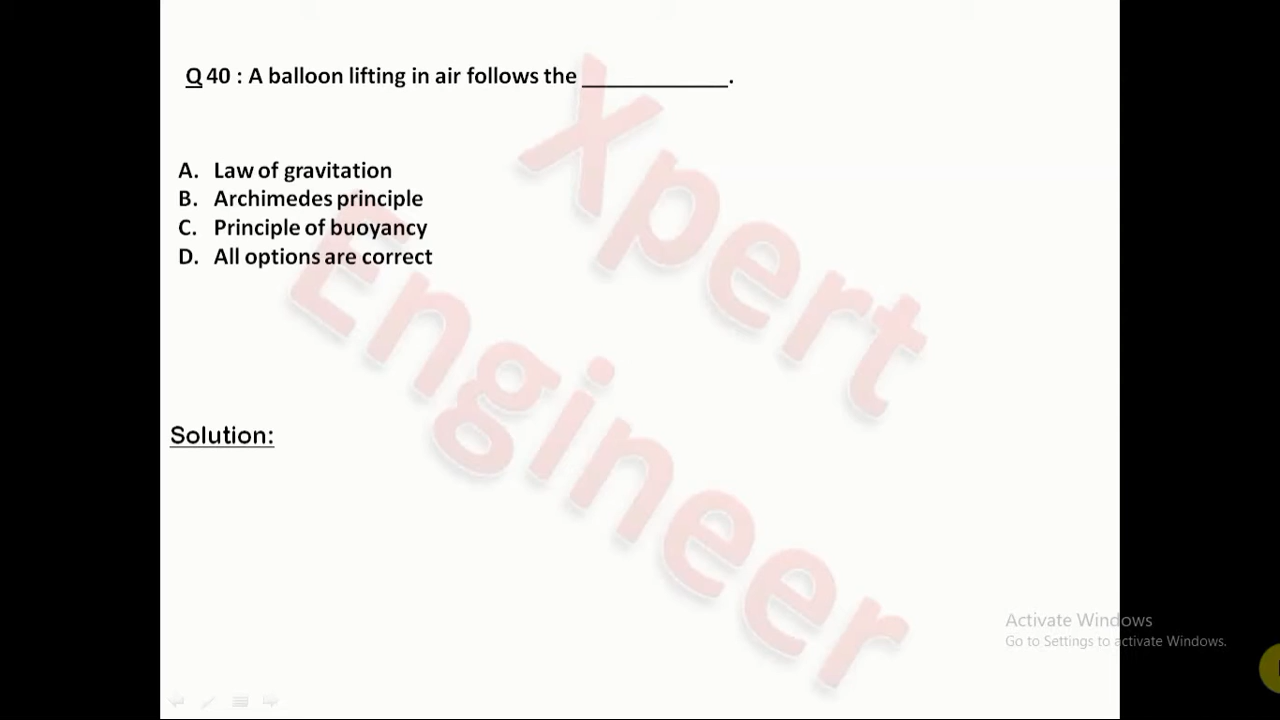 Q 40 : A balloon lifting in air follows the ____________.
A. Law of gravitation
B. Archimedes principle
C. Principle of buoyancy
D. All options are correct
Xpert
Engineer
Solution:
Activate Windows
Go to Settings to activate Windows.